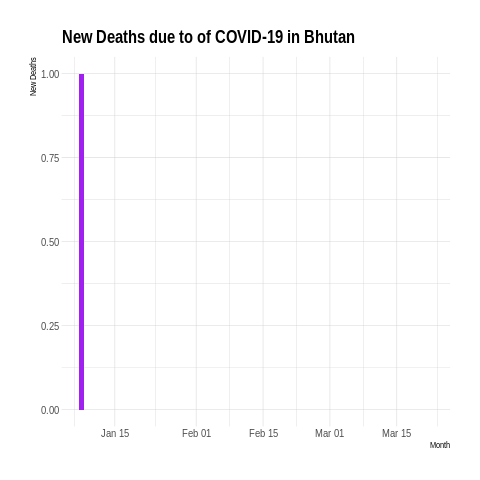 New Deaths due to of COVID-19 in Bhutan
New Deaths
1.00
0.75
0.50
0.25
0.00
Jan 15
Feb 01
Feb 15
Mar 01
Mar 15
Month